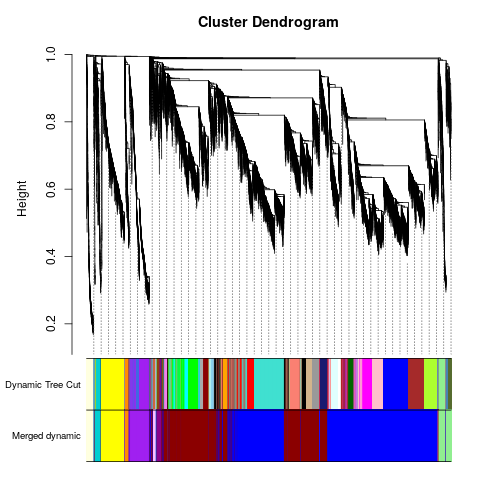 Cluster Dendrogram
Height
1.0
0.8
0.6
0.4
0.2
Dynamic Tree Cut
Merged dynamic